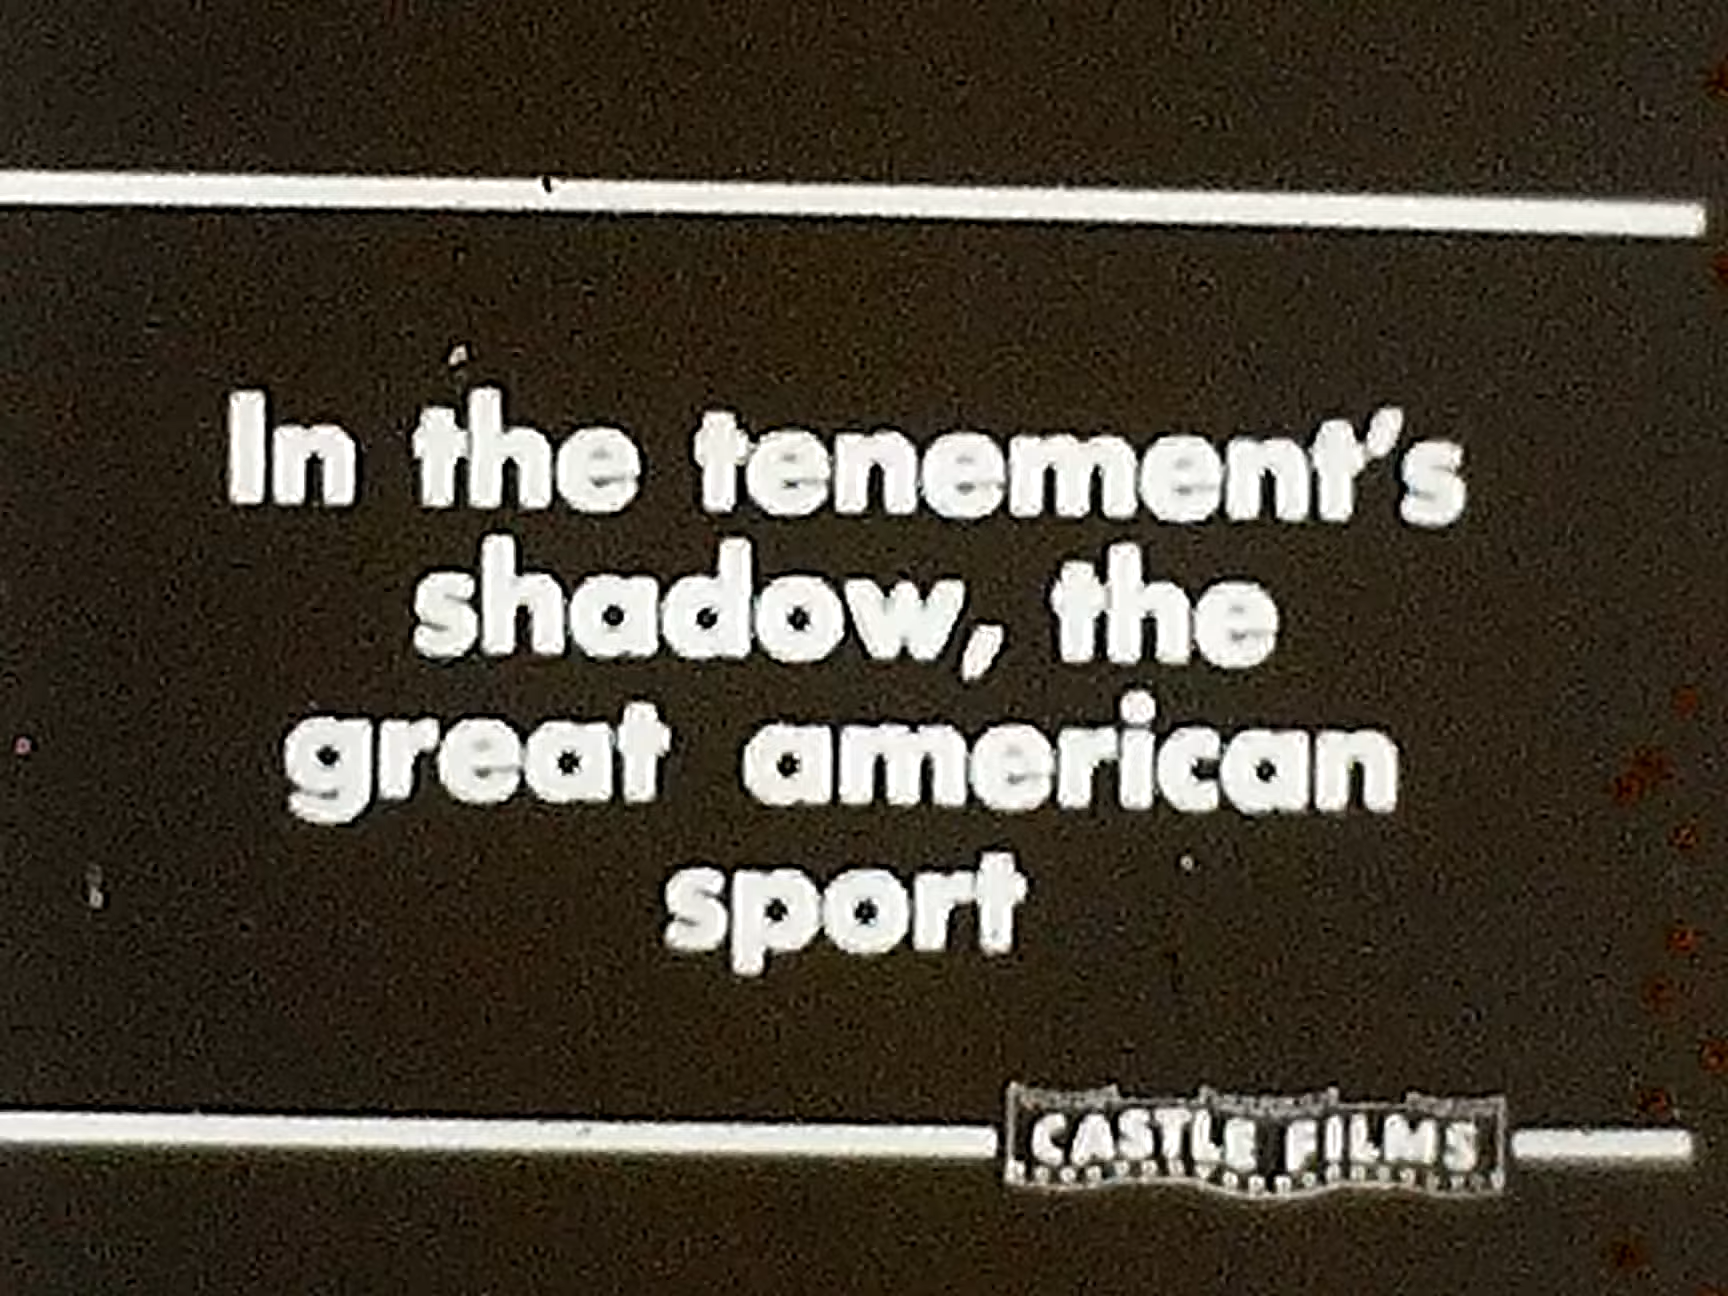 In the tenement's
shadow, the
great american
sport
CASTLE FILMS